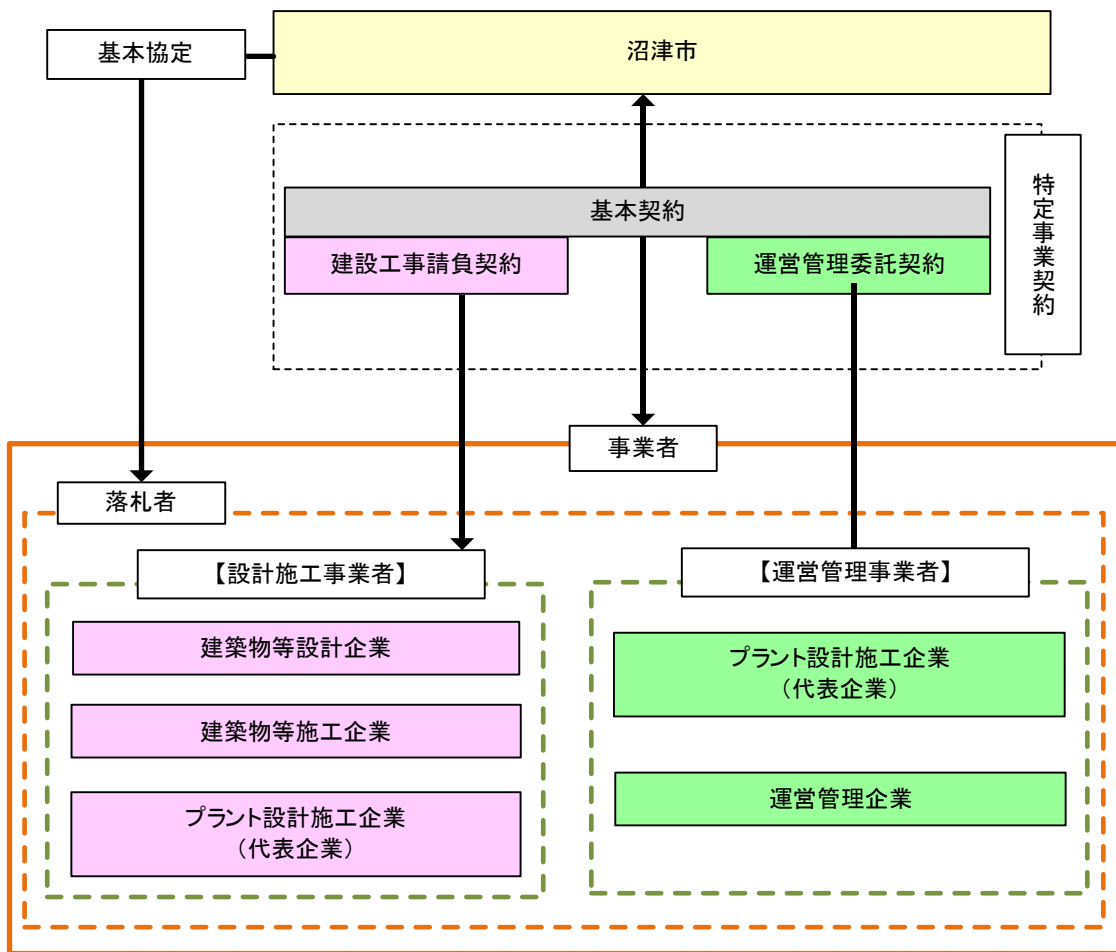 基本協定
沼津市
特定事業契約
基本契約
建設工事請負契約
運営管理委託契約
事業者
落札者
【設計施工事業者】
【運営管理事業者】
建築物等設計企業
建築物等施工企業
プラント設計施工企業
（代表企業）
プラント設計施工企業
（代表企業）
運営管理企業